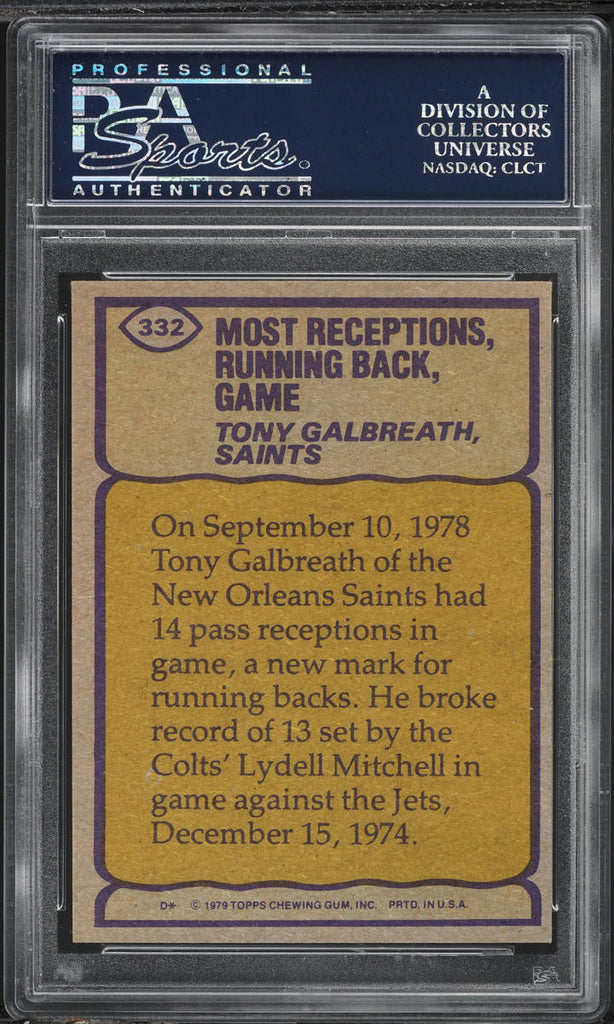 PROFESSIONAL
PSA
Sports
AUTHENTICATOR
A
DIVISION OF
COLLECTORS
UNIVERSE
NASDAQ: CLCT
332
MOST RECEPTIONS,
RUNNING BACK,
GAME
TONY GALBREATH,
SAINTS
On September 10, 1978
Tony Galbreath of the
New Orleans Saints had
14 pass receptions in
game, a new mark for
running backs. He broke
record of 13 set by the
Colts' Lydell Mitchell in
game against the Jets,
December 15, 1974.
D* © 1979 TOPPS CHEWING GUM, INC. PRTD. IN U.S.A.
PSA